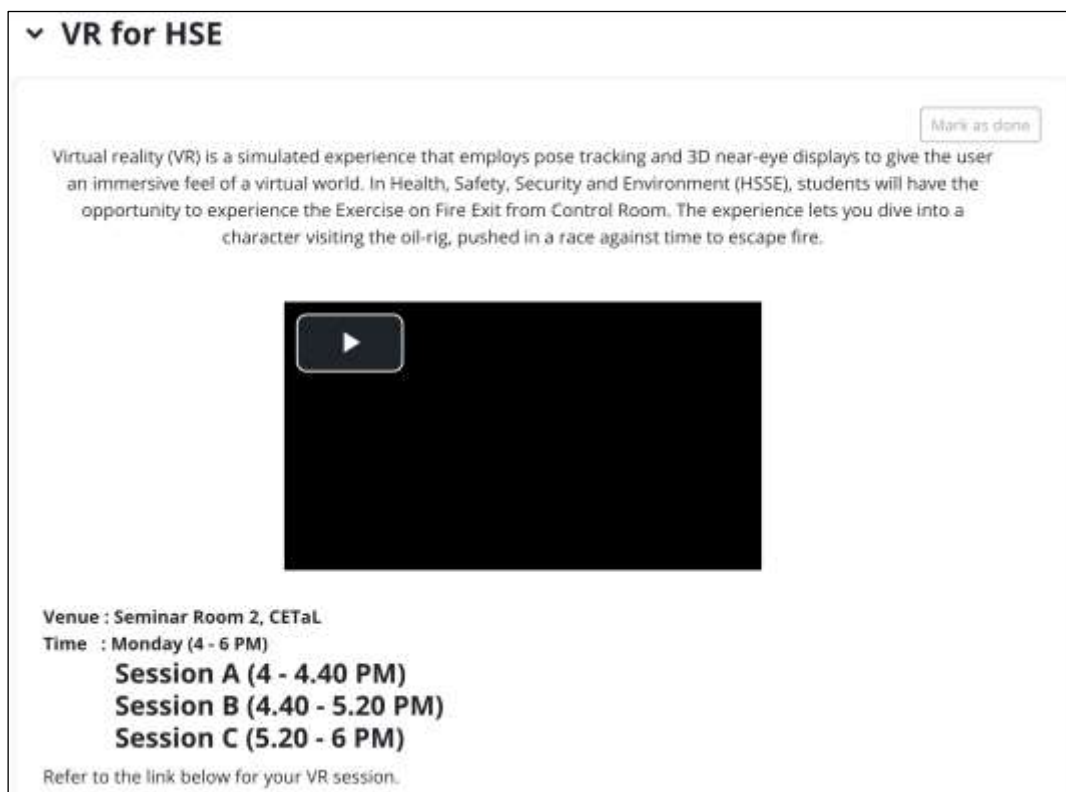 VR for HSE
Mark as done
Virtual reality (VR) is a simulated experience that employs pose tracking and 3D near-eye displays to give the user
an immersive feel of a virtual world. In Health, Safety, Security and Environment (HSSE), students will have the
opportunity to experience the Exercise on Fire Exit from Control Room. The experience lets you dive into a
character visiting the oil-rig, pushed in a race against time to escape fire.
Venue : Seminar Room 2, CETaL
Time : Monday (4 - 6 PM)
Session A (4 - 4.40 PM)
Session B (4.40 - 5.20 PM)
Session C (5.20 - 6 PM)
Refer to the link below for your VR session.